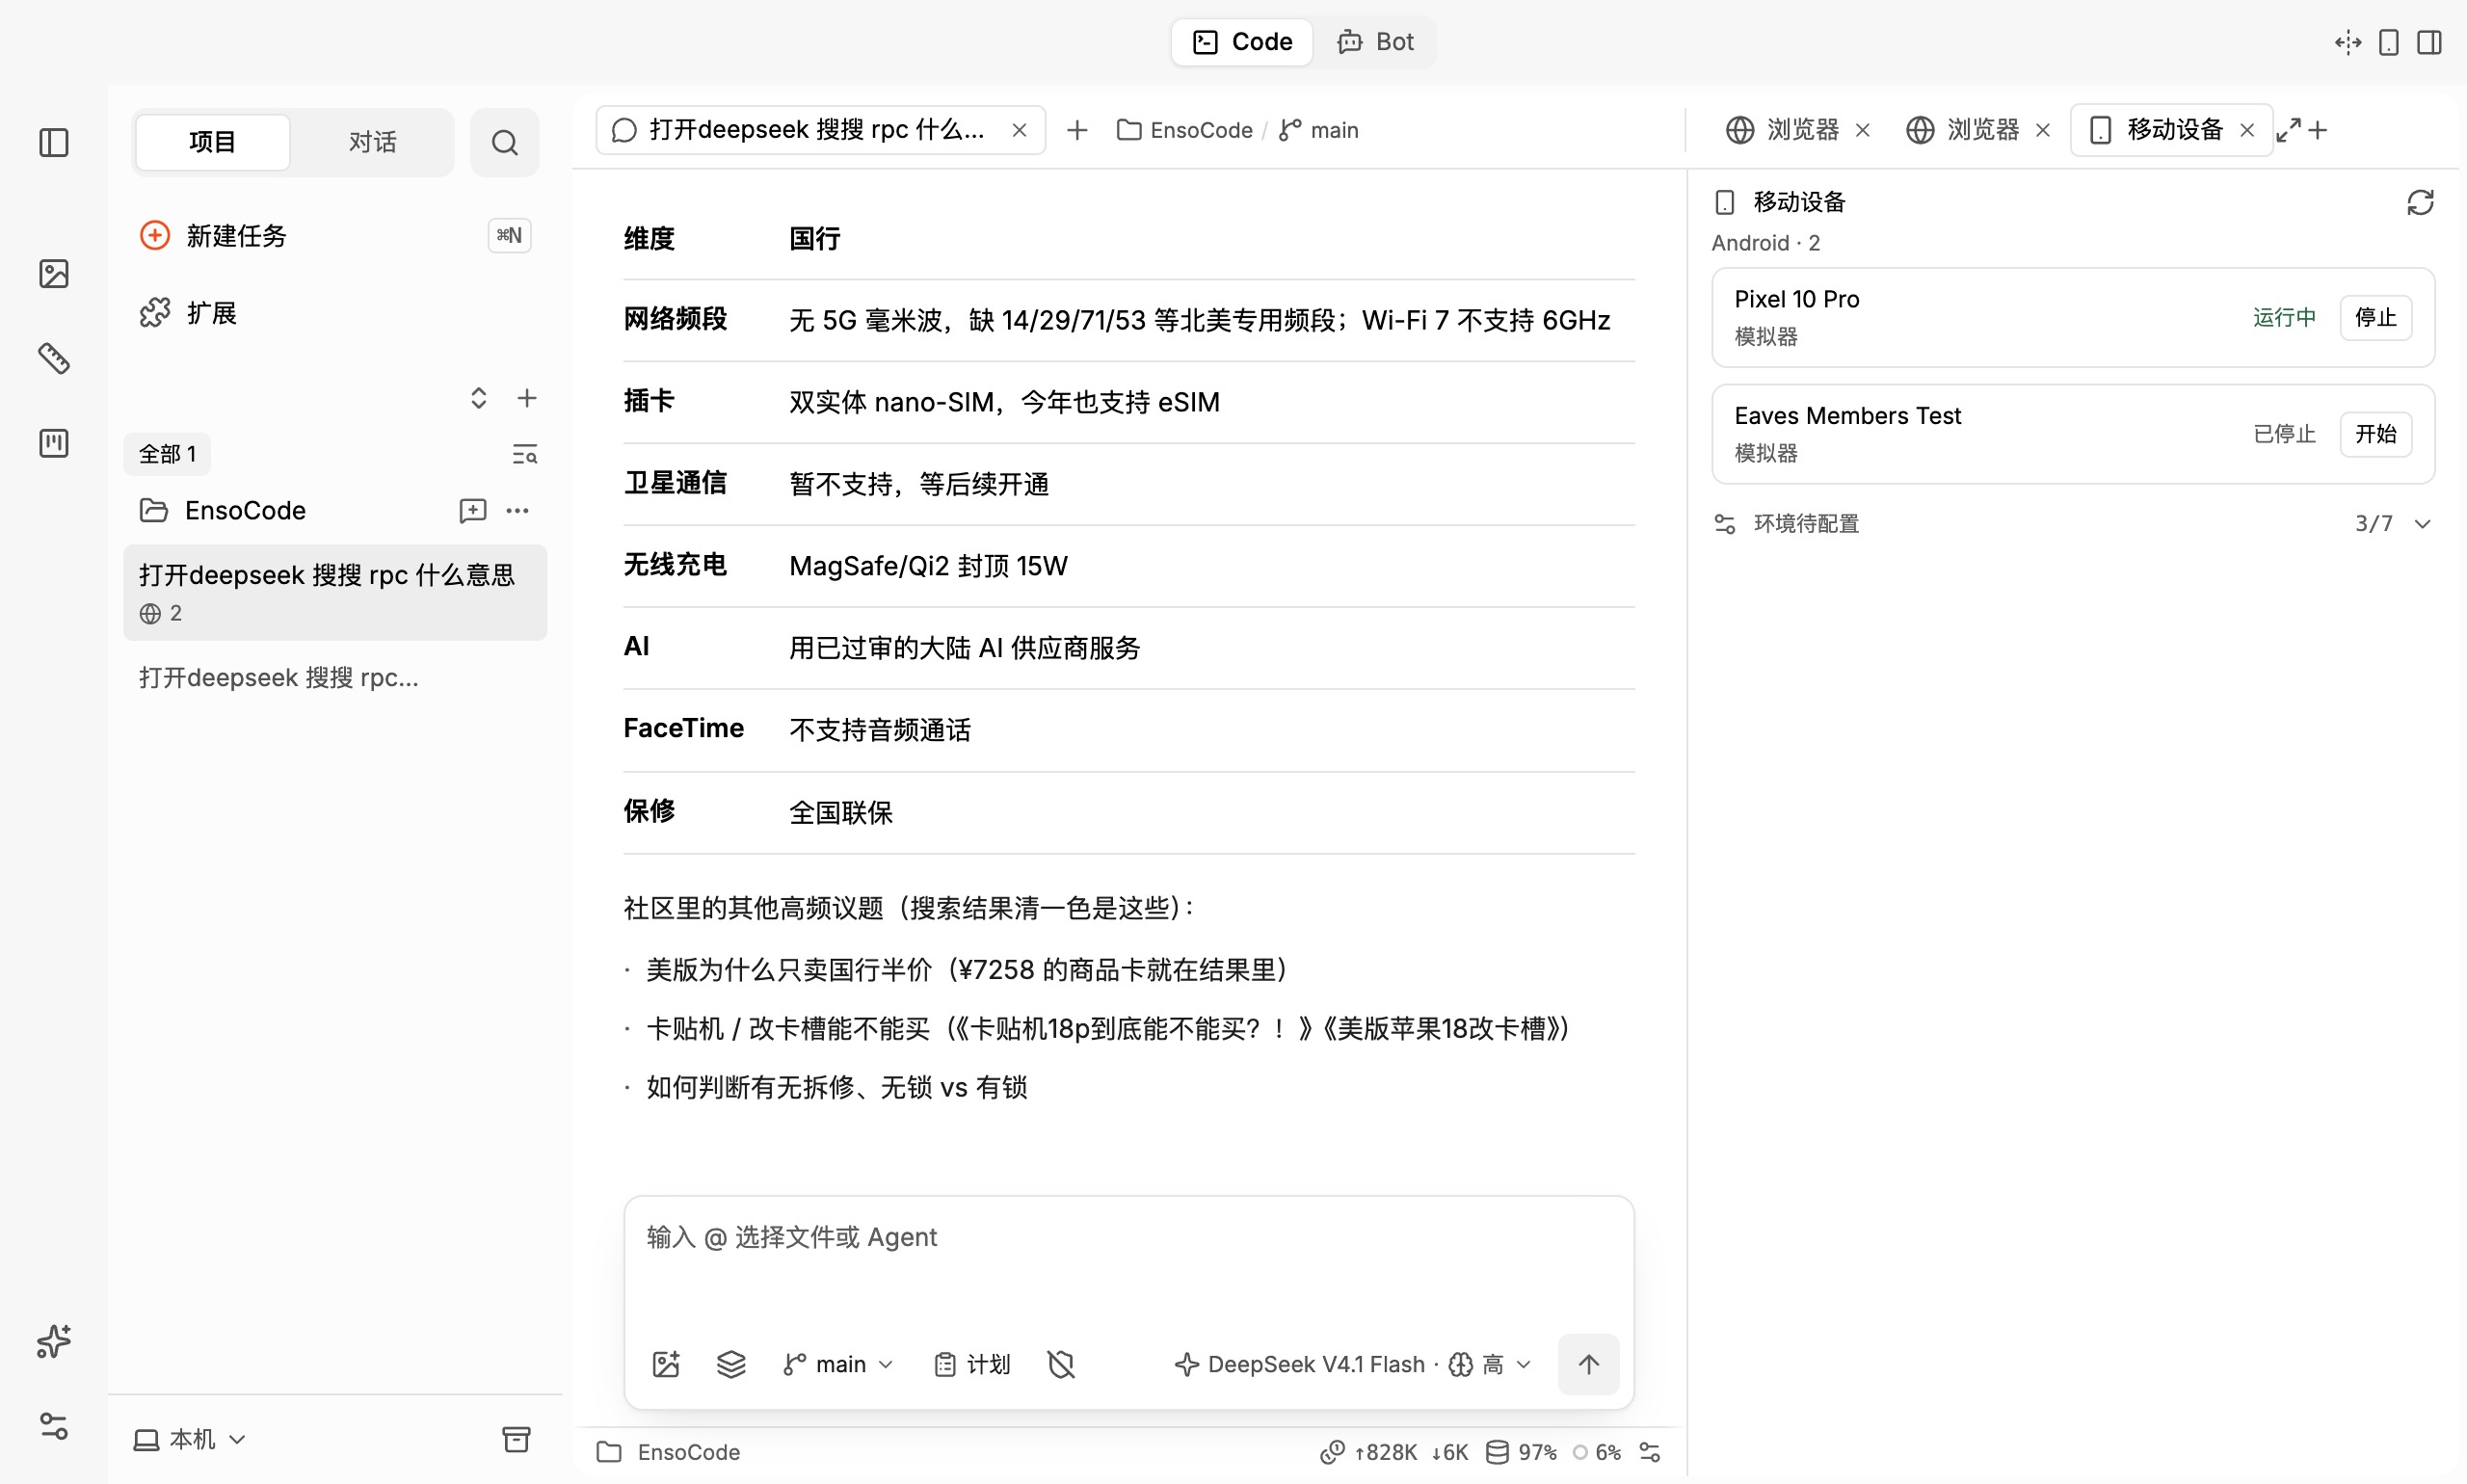 Code
Bot
项目
对话
打开deepseek 搜搜 rpc 什么...
EnsoCode / main
浏览器
浏览器
移动设备
新建任务
⌘N
扩展
全部 1
EnsoCode
打开deepseek 搜搜 rpc 什么意思
2
打开deepseek 搜搜 rpc...
本机
维度 国行
网络频段 无 5G 毫米波，缺 14/29/71/53 等北美专用频段；Wi-Fi 7 不支持 6GHz
插卡 双实体 nano-SIM，今年也支持 eSIM
卫星通信 暂不支持，等后续开通
无线充电 MagSafe/Qi2 封顶 15W
AI 用已过审的大陆 AI 供应商服务
FaceTime 不支持音频通话
保修 全国联保
社区里的其他高频议题（搜索结果清一色是这些）：
· 美版为什么只卖国行半价（¥7258 的商品卡就在结果里）
· 卡贴机 / 改卡槽能不能买（《卡贴机18p到底能不能买？！》《美版苹果18改卡槽》）
· 如何判断有无拆修、无锁 vs 有锁
输入 @ 选择文件或 Agent
main
计划
DeepSeek V4.1 Flash · 高
EnsoCode
↑828K ↓6K 97% 6%
移动设备
Android · 2
Pixel 10 Pro
模拟器
运行中
停止
Eaves Members Test
模拟器
已停止
开始
环境待配置
3/7